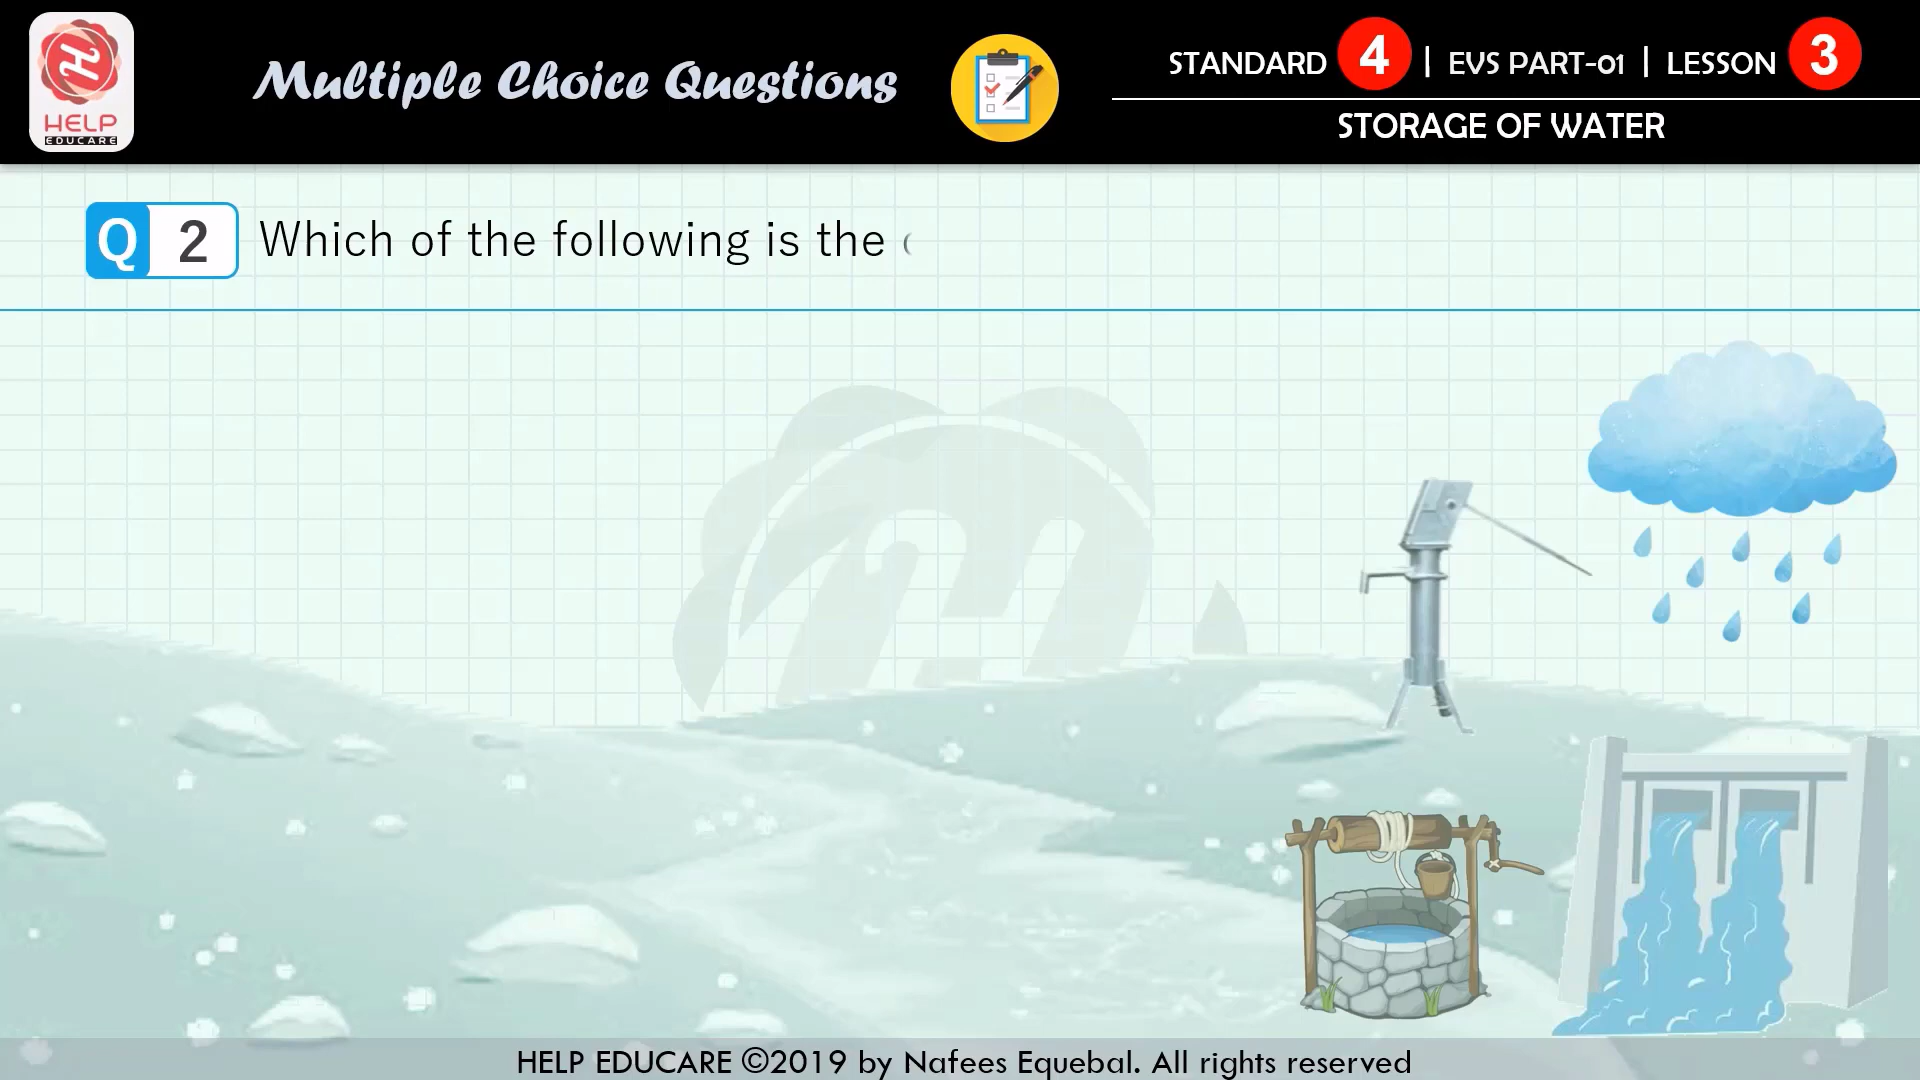 HELP
EDUCARE
Multiple Choice Questions
STANDARD 4 | EVS PART-01 | LESSON 3
STORAGE OF WATER
Q 2 Which of the following is the
HELP EDUCARE ©2019 by Nafees Equebal. All rights reserved